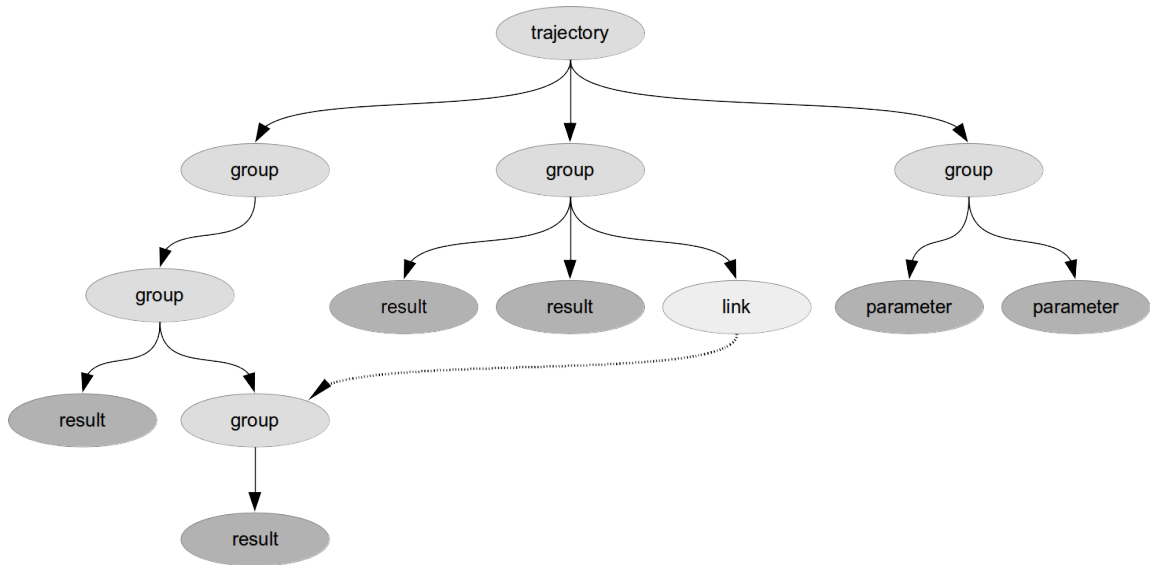 trajectory
group
group
group
group
result
result
link
parameter
parameter
result
group
result